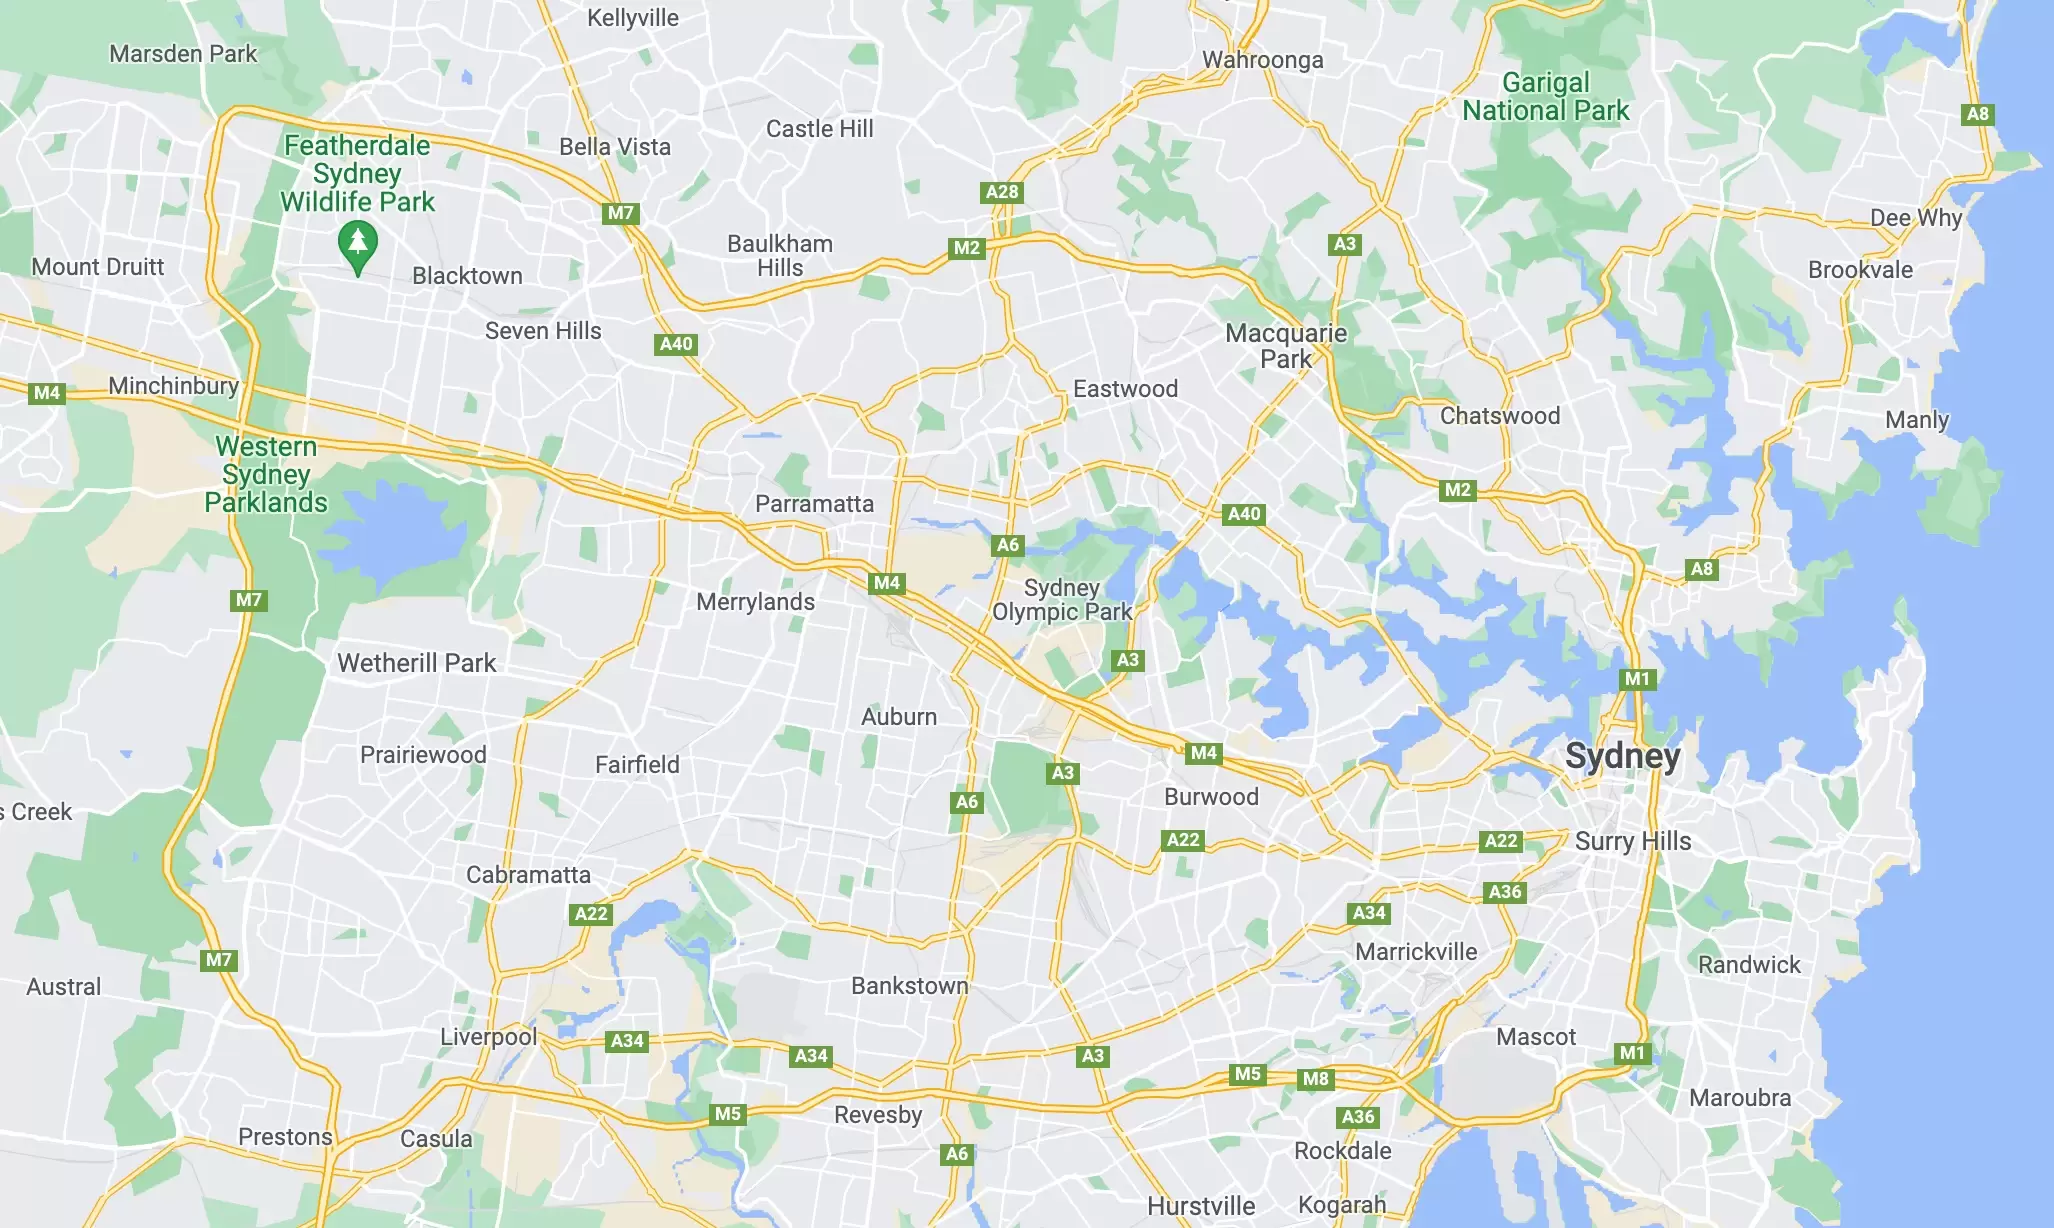 Kellyville
Marsden Park
Wahroonga
Garigal
National Park
A8
Castle Hill
Bella Vista
Featherdale
Sydney
Wildlife Park
A28
M7
Dee Why
Baulkham
Hills
M2
A3
Mount Druitt
Blacktown
Brookvale
Seven Hills
A40
Macquarie
Park
Minchinbury
M4
Eastwood
Chatswood
Manly
Western
Sydney
Parklands
Parramatta
M2
A40
A6
A8
M4
Sydney
Olympic Park
M7
Merrylands
Wetherill Park
A3
M1
Auburn
Prairiewood
Fairfield
M4
Sydney
A3
Burwood
A6
s Creek
A22
A22
Surry Hills
Cabramatta
A36
A22
A34
Marrickville
M7
Randwick
Austral
Bankstown
Liverpool
A34
A34
A3
Mascot
M1
M5
M8
Maroubra
M5
Revesby
A36
Prestons
Casula
A6
Rockdale
Hurstville
Kogarah